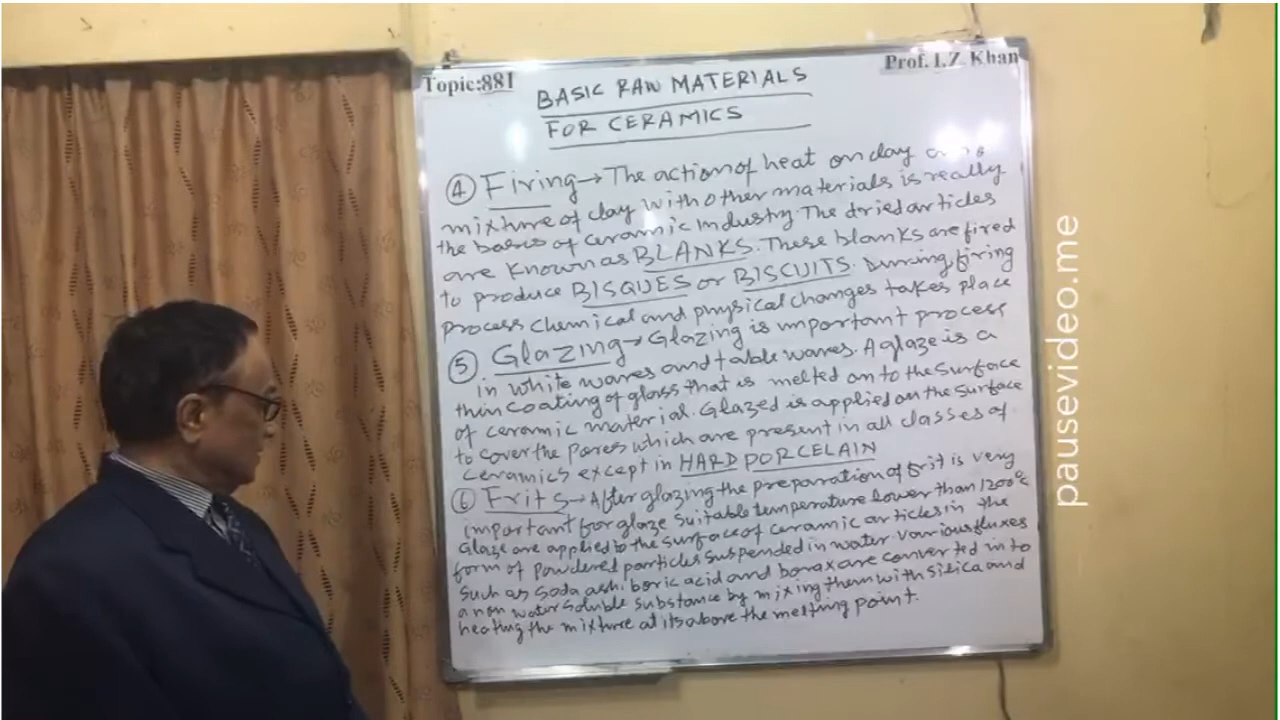 Topic:881
Prof. I.Z. Khan
BASIC RAW MATERIALS
FOR CERAMICS
④ Firing → The action of heat on clay
mixture of clay with other materials is really
the basis of ceramic Industry. The dried articles
are known as BLANKS. These blanks are fired
to produce BISQUES or BISCUITS. During firing
process chemical and physical changes takes place
⑤ Glazing → Glazing is important process
in white wares and table wares. A glaze is a
thin coating of glass that is melted on to the surface
of ceramic material. Glazed is applied on the surface
to cover the Pores which are present in all classes of
ceramics except in HARD PORCELAIN
⑥ Frits → After glazing the preparation of frit is very
important for glaze suitable temperature lower than 1200°c
Glaze are applied to the surface of ceramic articles in the
form of Powdered particles suspended in water various fluxes
such as soda ash, boric acid and borax are converted in to
a non water soluble substance by mixing them with silica and
heating the mixture at its above the melting point.
pausevideo.me